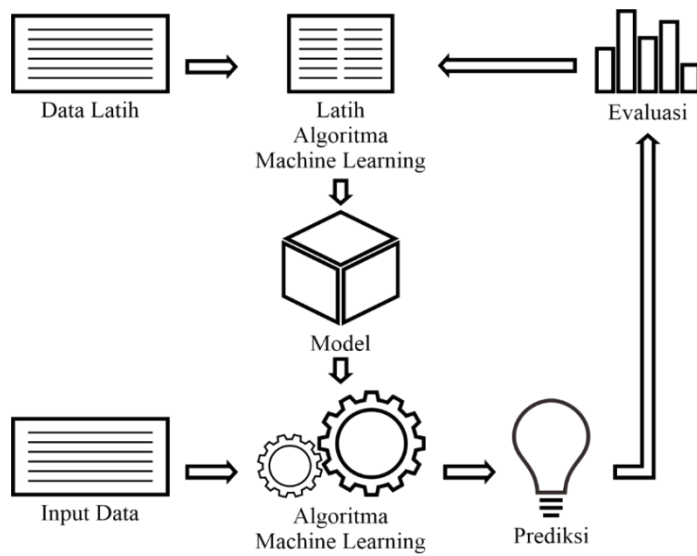 Data Latih
Latih
Algoritma
Machine Learning
Evaluasi
Model
Input Data
Algoritma
Machine Learning
Prediksi